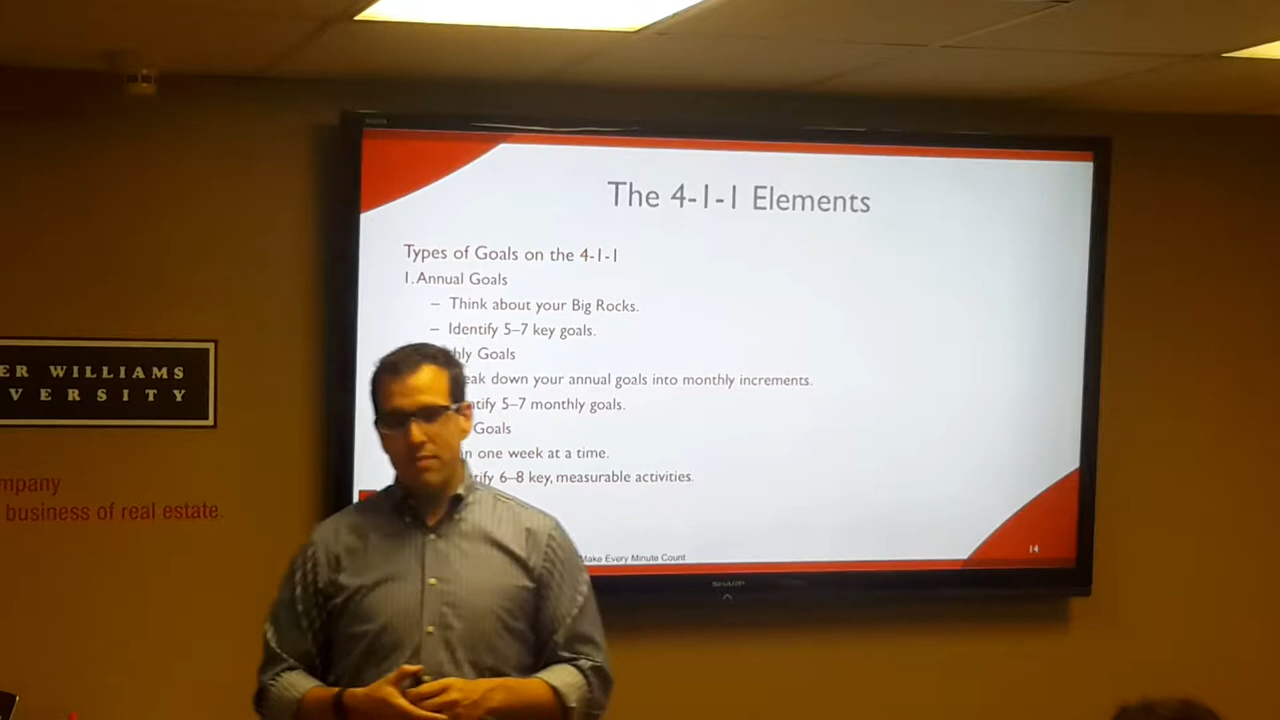 The 4-1-1 Elements
Types of Goals on the 4-1-1
1. Annual Goals
– Think about your Big Rocks.
– Identify 5–7 key goals.
hly Goals
eak down your annual goals into monthly increments.
ntify 5–7 monthly goals.
Goals
in one week at a time.
tify 6–8 key, measurable activities.
Make Every Minute Count
14
SHARP
ER WILLIAMS
VERSITY
mpany
business of real estate.